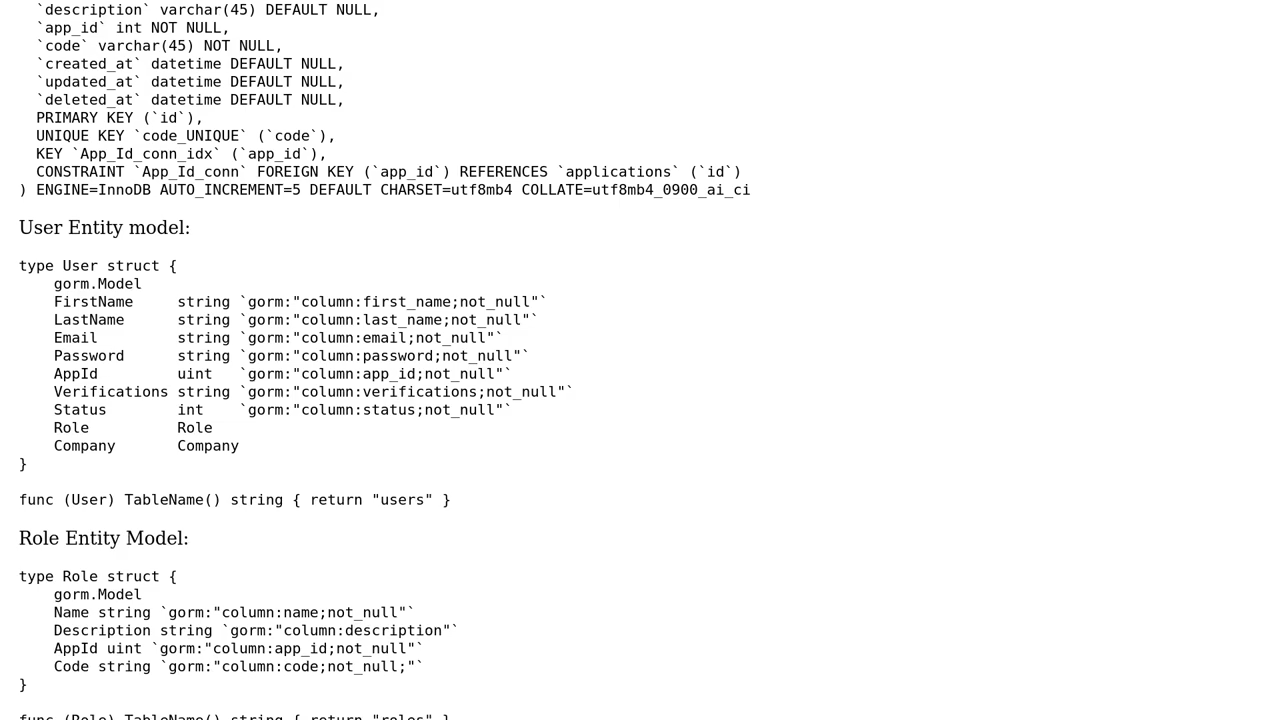 `description` varchar(45) DEFAULT NULL,
`app_id` int NOT NULL,
`code` varchar(45) NOT NULL,
`created_at` datetime DEFAULT NULL,
`updated_at` datetime DEFAULT NULL,
`deleted_at` datetime DEFAULT NULL,
PRIMARY KEY (`id`),
UNIQUE KEY `code_UNIQUE` (`code`),
KEY `App_Id_conn_idx` (`app_id`),
CONSTRAINT `App_Id_conn` FOREIGN KEY (`app_id`) REFERENCES `applications` (`id`)
) ENGINE=InnoDB AUTO_INCREMENT=5 DEFAULT CHARSET=utf8mb4 COLLATE=utf8mb4_0900_ai_ci
User Entity model:
type User struct {
gorm.Model
FirstName     string `gorm:"column:first_name;not_null"`
LastName      string `gorm:"column:last_name;not_null"`
Email         string `gorm:"column:email;not_null"`
Password      string `gorm:"column:password;not_null"`
AppId         uint   `gorm:"column:app_id;not_null"`
Verifications string `gorm:"column:verifications;not_null"`
Status        int    `gorm:"column:status;not_null"`
Role          Role
Company       Company
}
func (User) TableName() string { return "users" }
Role Entity Model:
type Role struct {
gorm.Model
Name string `gorm:"column:name;not_null"`
Description string `gorm:"column:description"`
AppId uint `gorm:"column:app_id;not_null"`
Code string `gorm:"column:code;not_null;"`
}
func (Role) TableName() string { return "roles" }